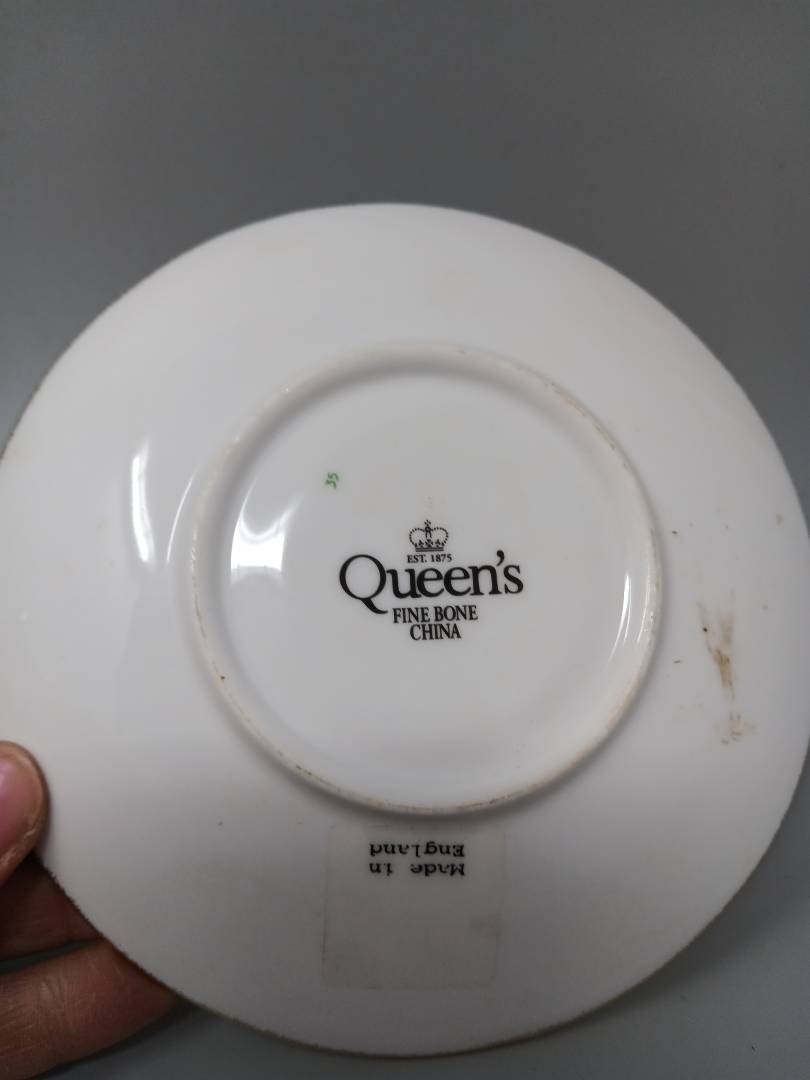 35
EST. 1875
Queen's
FINE BONE
CHINA
Made in
England